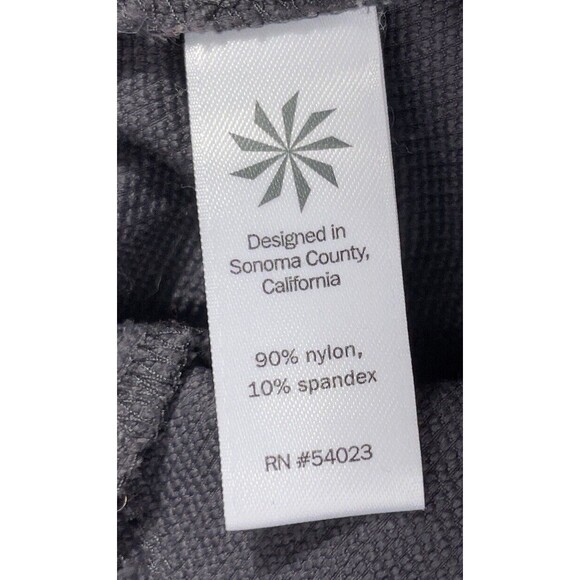 Designed in
Sonoma County,
California
90% nylon,
10% spandex
RN #54023